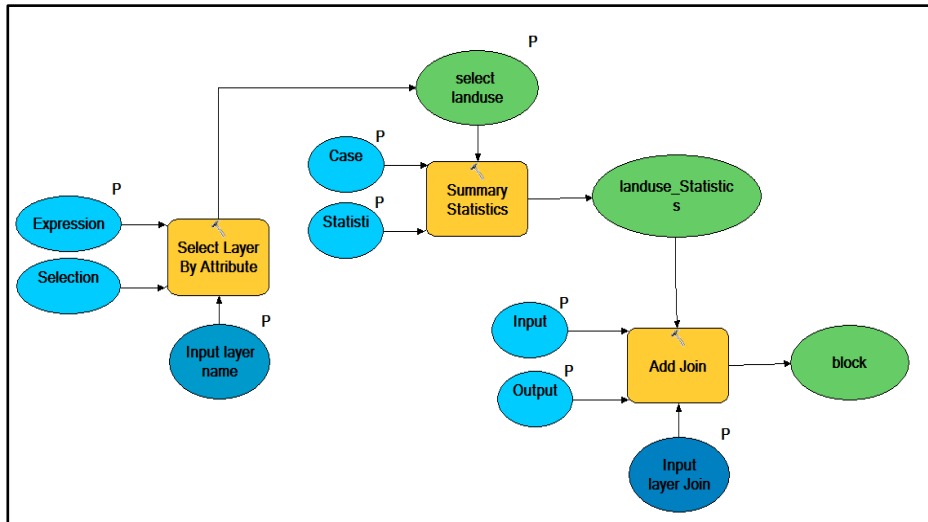 P
select
landuse
P
Case
Summary
Statistics
P
Statisti
landuse_Statistic
s
P
Expression
Select Layer
By Attribute
Selection
P
Input layer
name
P
Input
Add Join
block
P
Output
P
Input
layer Join